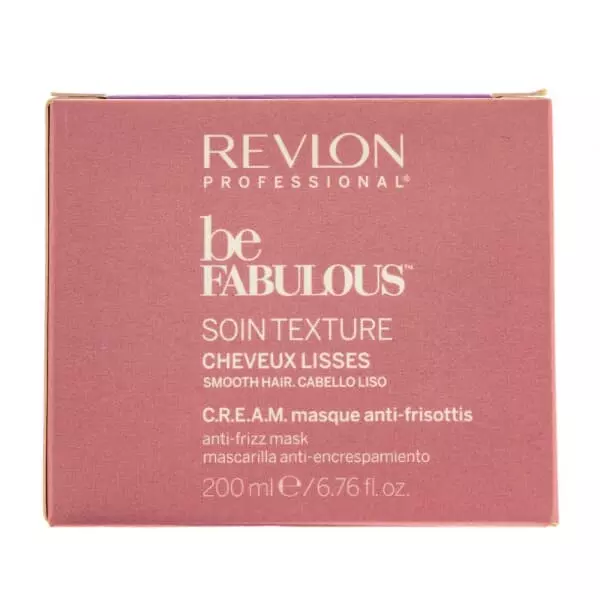 REVLON
PROFESSIONAL®
be
FABULOUS™
SOIN TEXTURE
CHEVEUX LISSES
SMOOTH HAIR. CABELLO LISO
C.R.E.A.M. masque anti-frisottis
anti-frizz mask
mascarilla anti-encrespamiento
200 ml ℮/6.76 fl. oz.